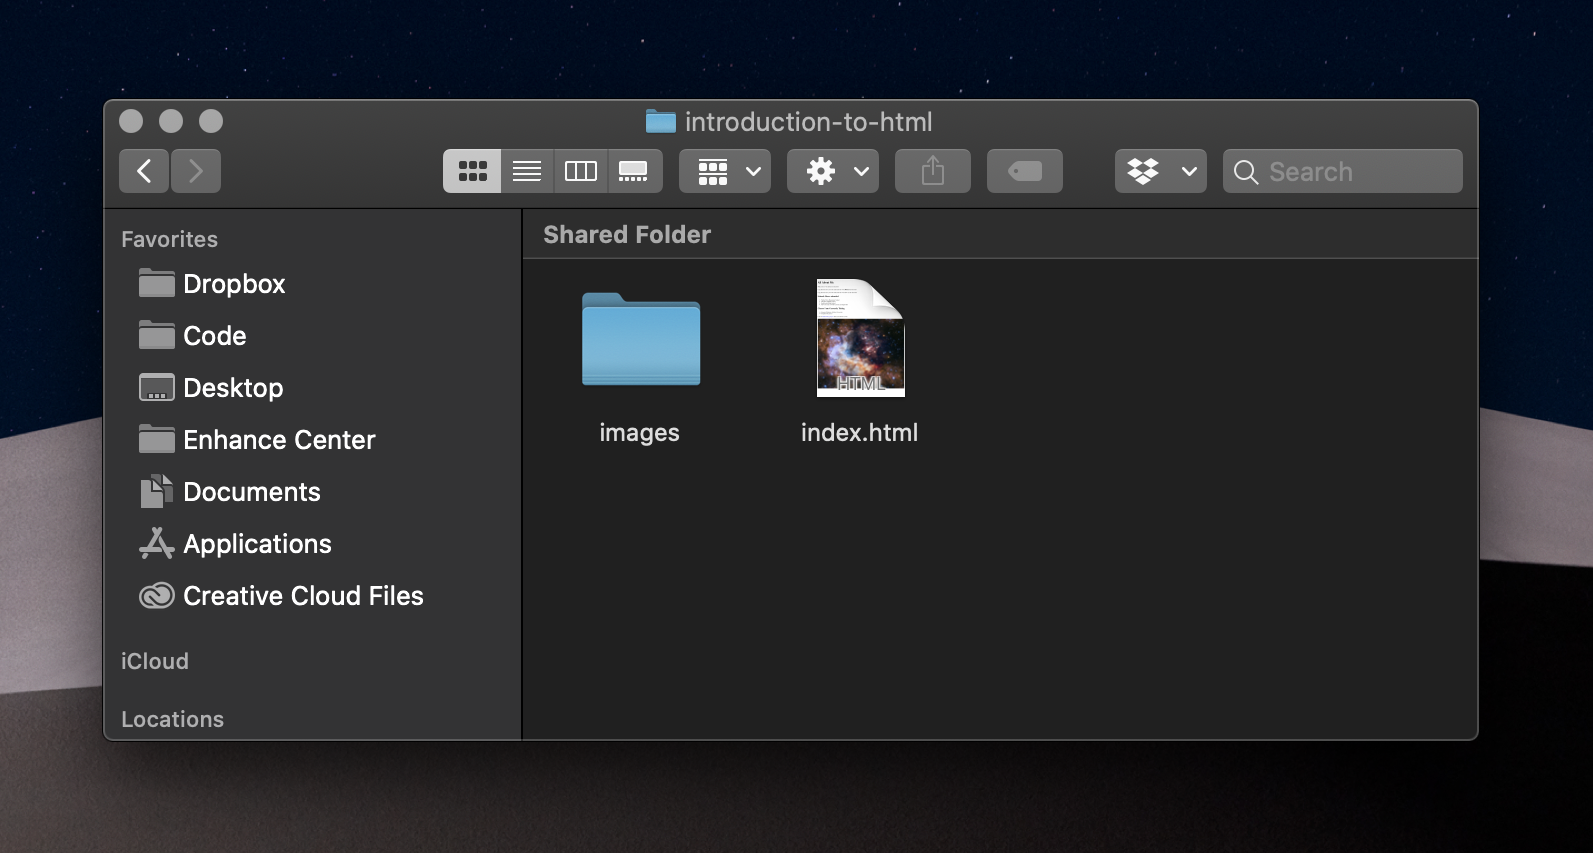 introduction-to-html
Search
Favorites
Dropbox
Code
Desktop
Enhance Center
Documents
Applications
Creative Cloud Files
iCloud
Locations
Shared Folder
HTML
images
index.html